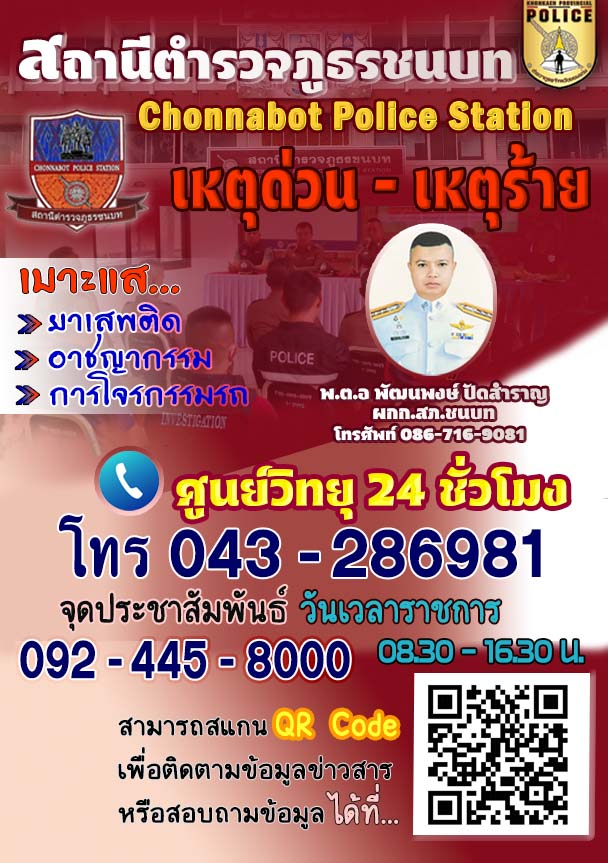 KHONKAEN PROVINCIAL
POLICE
สถานีตำรวจภูธรชนบท
Chonnabot Police Station
CHONNABOT POLICE STATION
สถานีตำรวจภูธรชนบท
สถานีตำรวจภูธรชนบท
เหตุด่วน - เหตุร้าย
เบาะแส...
ยาเสพติด
อาชญากรรม
การโจรกรรมรถ
POLICE
INVESTIGATION
พ.ต.อ พัฒนพงษ์ ปัดสำราญ
ผกก.สภ.ชนบท
โทรศัพท์ 086-716-9081
ศูนย์วิทยุ 24 ชั่วโมง
โทร 043 - 286981
จุดประชาสัมพันธ์ วันเวลาราชการ
092 - 445 - 8000 08.30 - 16.30 น.
สามารถสแกน QR Code
เพื่อติดตามข้อมูลข่าวสาร
หรือสอบถามข้อมูล ได้ที่...